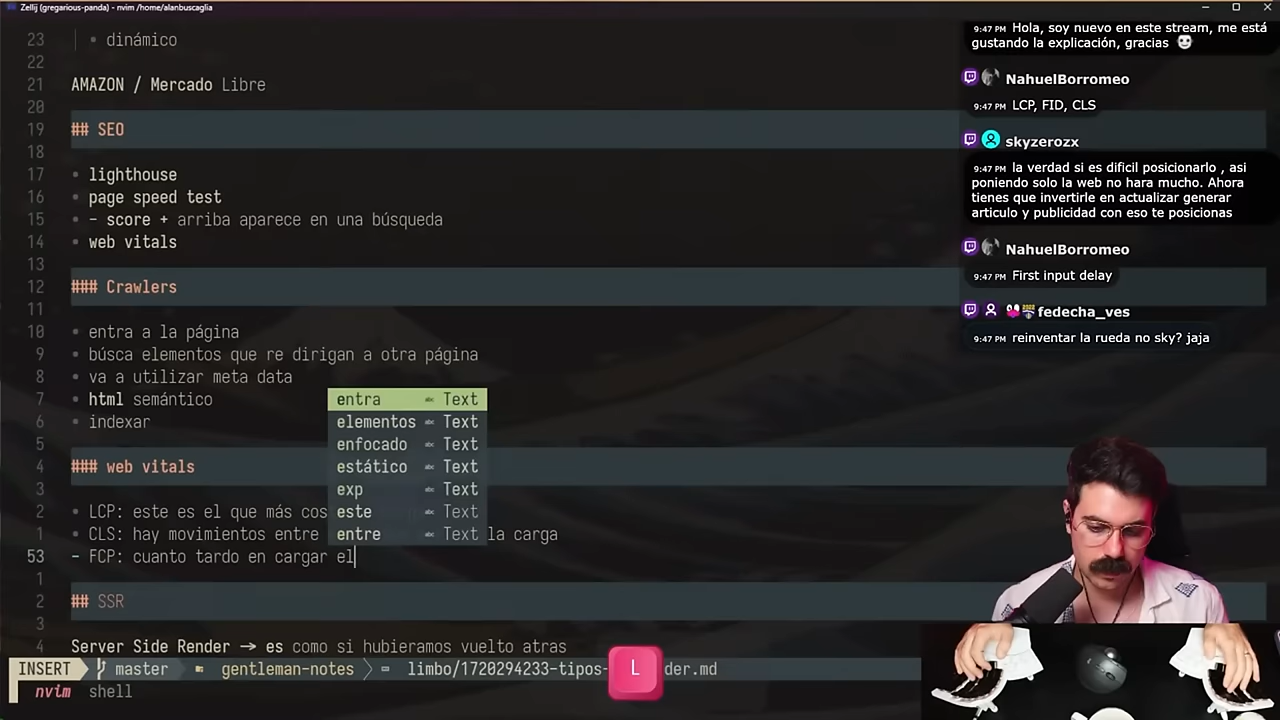 Zellij (gregarious-panda) - nvim /home/alanbuscaglia
23 • dinámico
22
21 AMAZON / Mercado Libre
20
19 ## SEO
18
17 • lighthouse
16 • page speed test
15 • - score + arriba aparece en una búsqueda
14 • web vitals
13
12 ### Crawlers
11
10 • entra a la página
9 • búsca elementos que re dirigan a otra página
8 • va a utilizar meta data
7 • html semántico
6 • indexar
5
4 ### web vitals
3
2 • LCP: este es el que más cos
1 • CLS: hay movimientos entre la carga
53 - FCP: cuanto tardo en cargar el
1
2 ## SSR
3
4 Server Side Render → es como si hubieramos vuelto atras
entra Text
elementos Text
enfocado Text
estático Text
exp Text
este Text
entre Text
INSERT master gentleman-notes limbo/1720294233-tipos- der.md
nvim shell
L
9:47 PM Hola, soy nuevo en este stream, me está
gustando la explicación, gracias
NahuelBorromeo
9:47 PM LCP, FID, CLS
skyzerozx
9:47 PM la verdad si es dificil posicionarlo , asi
poniendo solo la web no hara mucho. Ahora
tienes que invertirle en actualizar generar
articulo y publicidad con eso te posicionas
NahuelBorromeo
9:47 PM First input delay
fedecha_ves
9:47 PM reinventar la rueda no sky? jaja